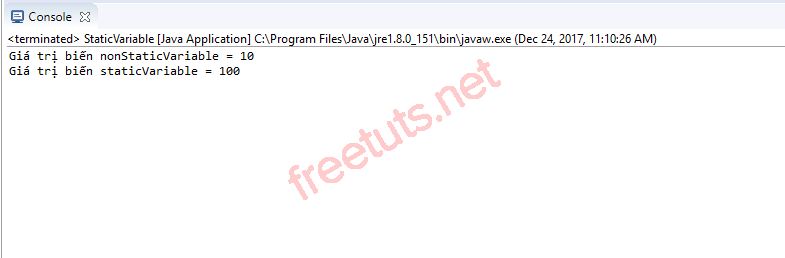 Console
<terminated> StaticVariable [Java Application] C:\Program Files\Java\jre1.8.0_151\bin\javaw.exe (Dec 24, 2017, 11:10:26 AM)
Giá trị biến nonStaticVariable = 10
Giá trị biến staticVariable = 100
freetuts.net